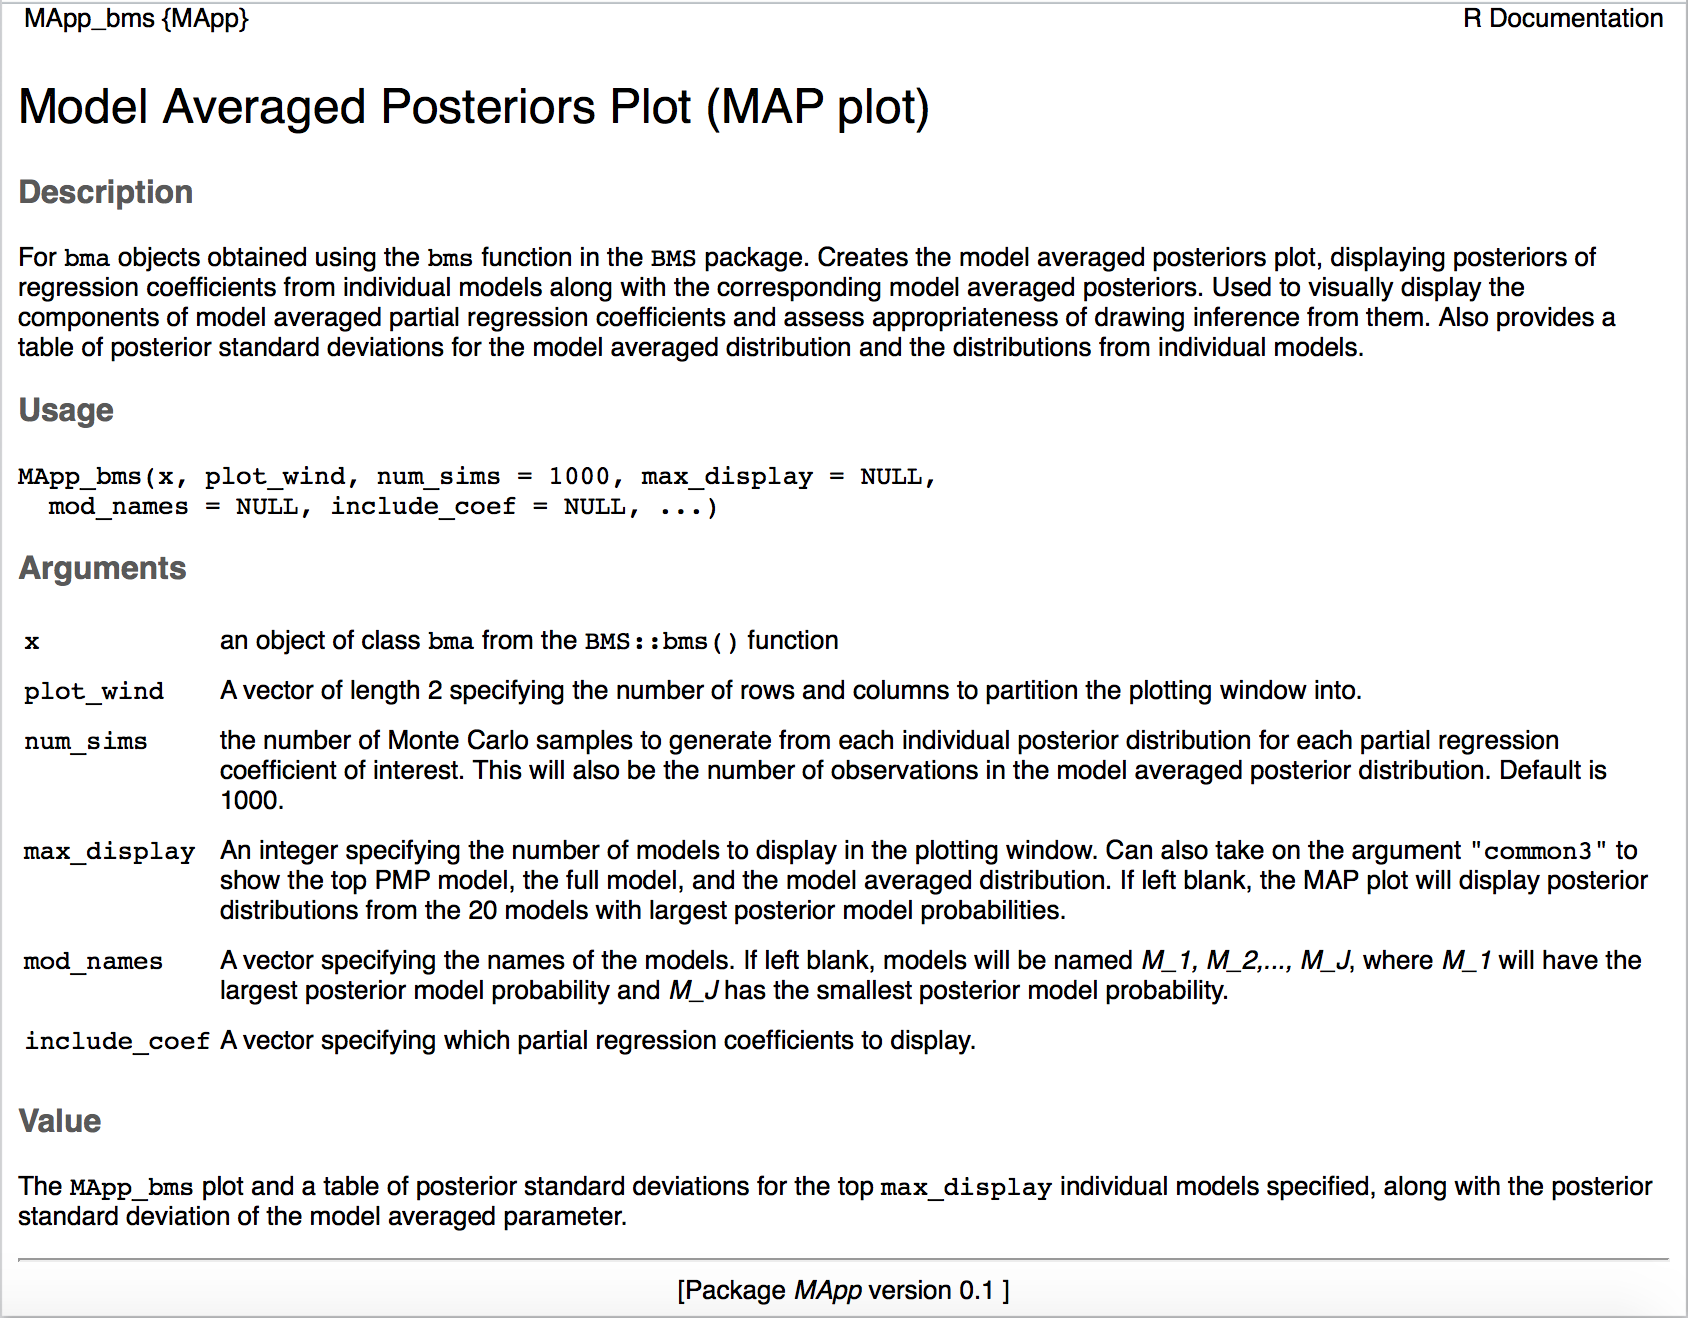 MApp_bms {MApp} R Documentation
Model Averaged Posteriors Plot (MAP plot)
Description
For bma objects obtained using the bms function in the BMS package. Creates the model averaged posteriors plot, displaying posteriors of
regression coefficients from individual models along with the corresponding model averaged posteriors. Used to visually display the
components of model averaged partial regression coefficients and assess appropriateness of drawing inference from them. Also provides a
table of posterior standard deviations for the model averaged distribution and the distributions from individual models.
Usage
MApp_bms(x, plot_wind, num_sims = 1000, max_display = NULL,
  mod_names = NULL, include_coef = NULL, ...)
Arguments
x an object of class bma from the BMS::bms() function
plot_wind A vector of length 2 specifying the number of rows and columns to partition the plotting window into.
num_sims the number of Monte Carlo samples to generate from each individual posterior distribution for each partial regression
coefficient of interest. This will also be the number of observations in the model averaged posterior distribution. Default is
1000.
max_display An integer specifying the number of models to display in the plotting window. Can also take on the argument "common3" to
show the top PMP model, the full model, and the model averaged distribution. If left blank, the MAP plot will display posterior
distributions from the 20 models with largest posterior model probabilities.
mod_names A vector specifying the names of the models. If left blank, models will be named M_1, M_2,..., M_J, where M_1 will have the
largest posterior model probability and M_J has the smallest posterior model probability.
include_coef A vector specifying which partial regression coefficients to display.
Value
The MApp_bms plot and a table of posterior standard deviations for the top max_display individual models specified, along with the posterior
standard deviation of the model averaged parameter.
[Package MApp version 0.1 ]